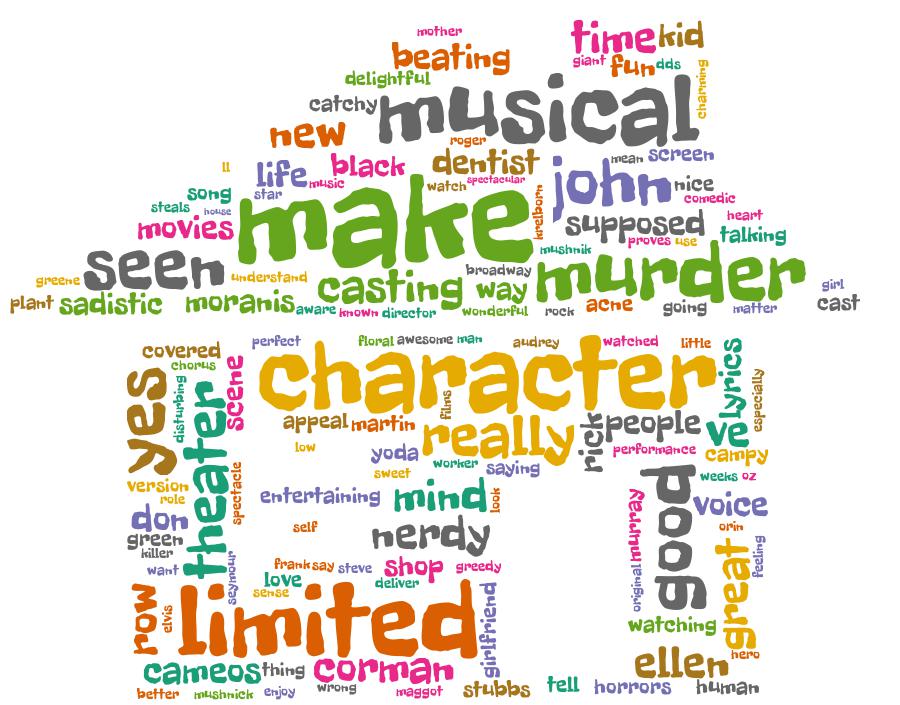 mother
time kid
beating
giant fun dds
delightful
charming
catchy musical
new
roger
black dentist mean screen
ll life music watch spectacular john nice
song star
steals house make krelborn comedic
movies supposed heart
proves use talking
mushnik
seen broadway murder
greene understand casting way girl
plant sadistic moranis aware known director wonderful rock acne going matter cast
covered perfect floral awesome man audrey watched little
chorus
yes disturbing theater scene character lyrics especially
appeal martin films really rick people ve
low yoda performance campy
sweet worker saying weeks oz
version role spectacle
entertaining mind look murray good voice
don self nerdy orin
green
killer
want seymour frank say steve shop greedy original great feeling
love deliver
row elvis sense limited girlfriend watching
hero
cameos thing corman ellen
better mushnick enjoy wrong maggot stubbs tell horrors human